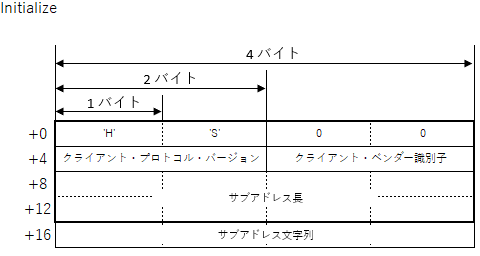 Initialize
4 バイト
2 バイト
1 バイト
+0 'H' 'S' 0 0
+4 クライアント・プロトコル・バージョン クライアント・ベンダー識別子
+8
サブアドレス長
+12
+16 サブアドレス文字列